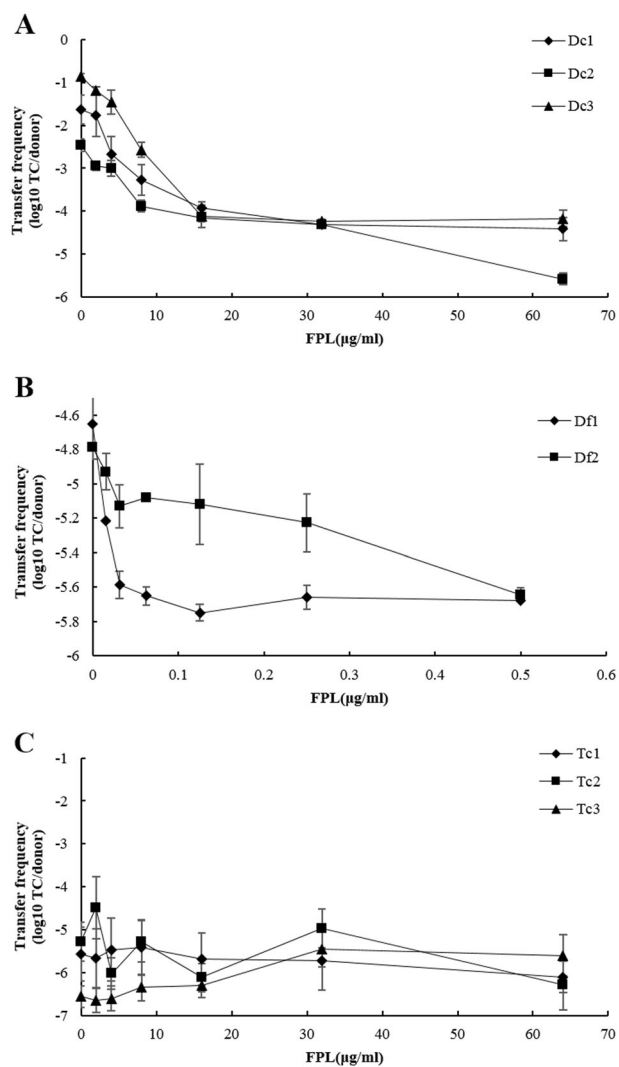 A
Dc1
Dc2
Dc3
0
-1
-2
-3
-4
-5
-6
Transfer frequency
(log10 TC/donor)
0 10 20 30 40 50 60 70
FPL(μg/ml)
B
Df1
Df2
-4.6
-4.8
-5
-5.2
-5.4
-5.6
-5.8
-6
Transfer frequency
(log10 TC/donor)
0 0.1 0.2 0.3 0.4 0.5 0.6
FPL(μg/ml)
C
Tc1
Tc2
Tc3
-1
-2
-3
-4
-5
-6
-7
Transfer frequency
(log10 TC/donor)
0 10 20 30 40 50 60 70
FPL(μg/ml)